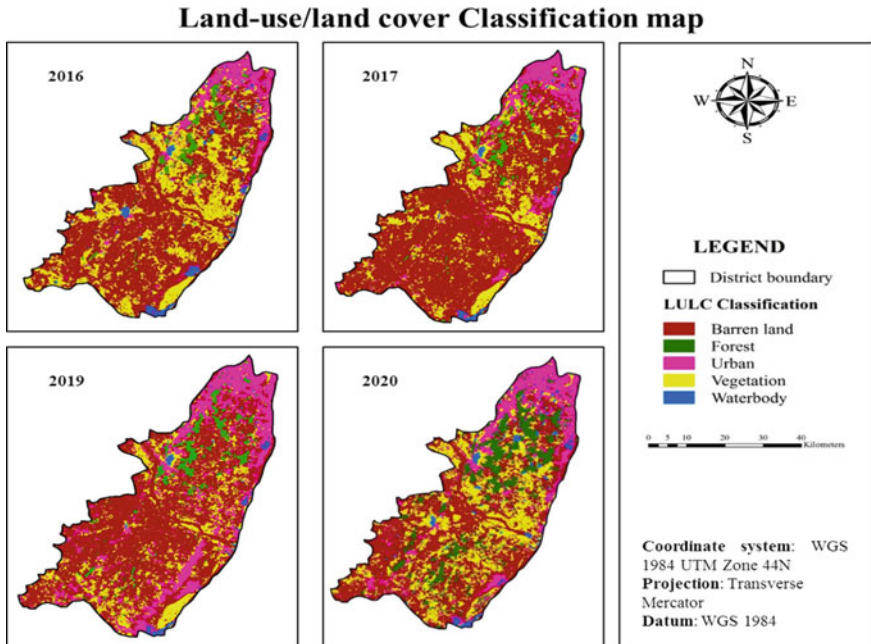 Land-use/land cover Classification map
2016
2017
N
W E
S
LEGEND
District boundary
LULC Classification
Barren land
Forest
Urban
Vegetation
Waterbody
2019
2020
0 5 10 20 30 40
Kilometers
Coordinate system: WGS
1984 UTM Zone 44N
Projection: Transverse
Mercator
Datum: WGS 1984